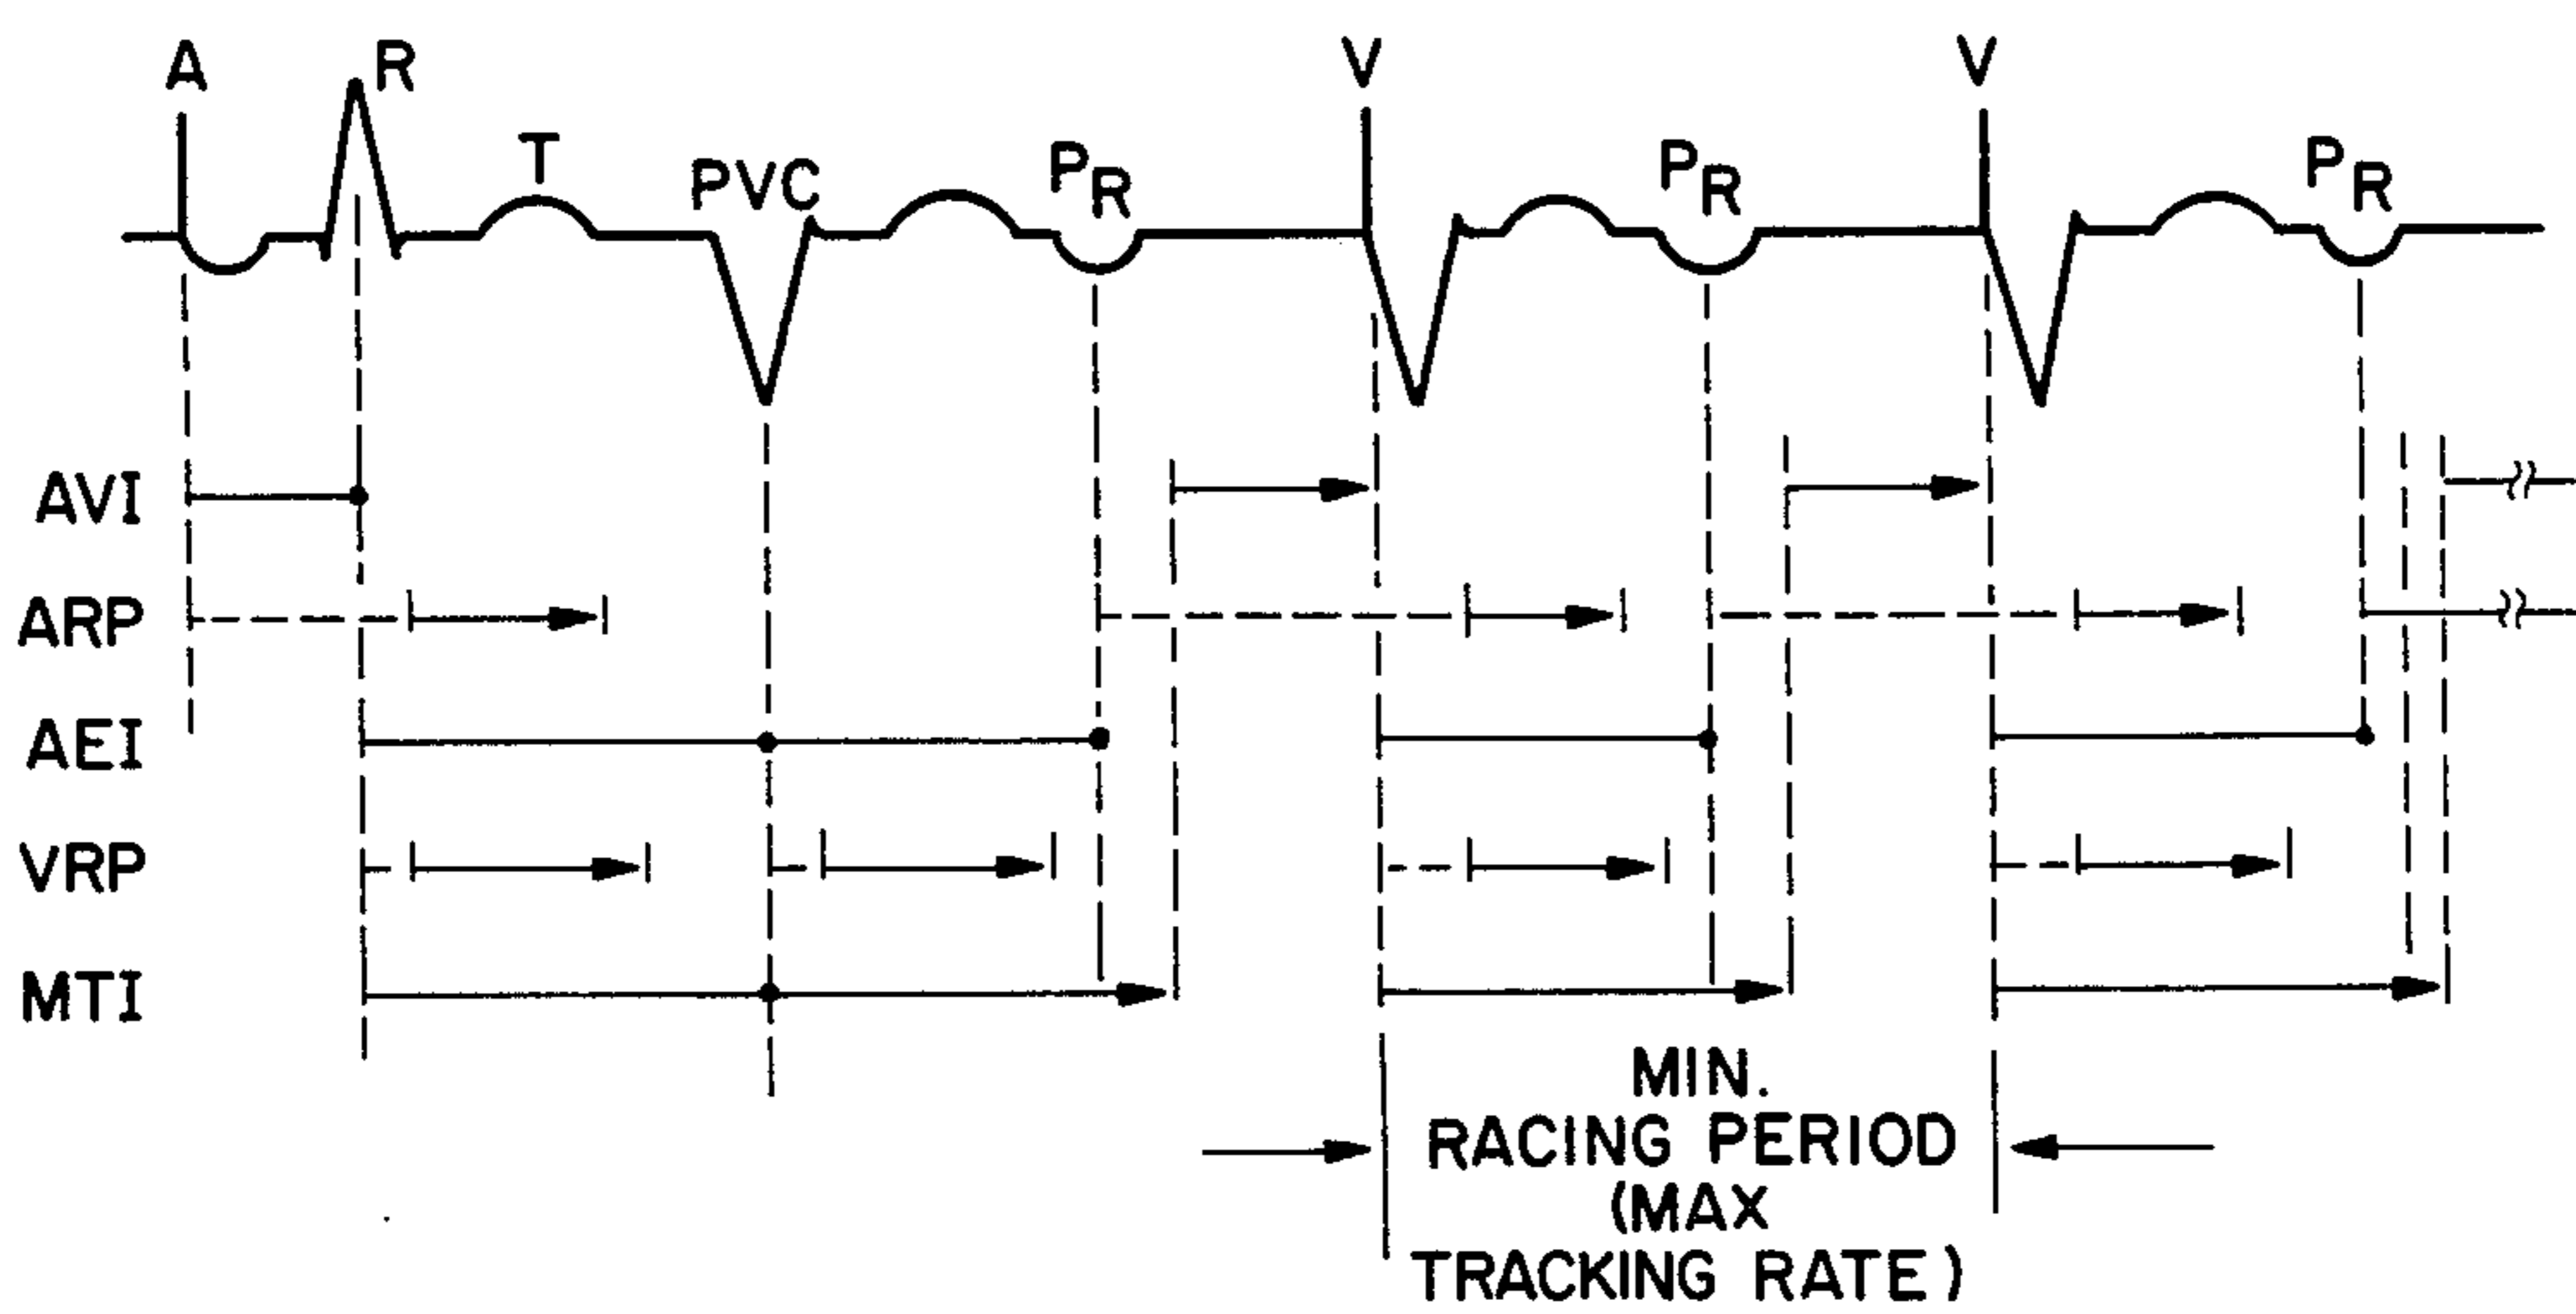 A R V V
T PVC PR PR PR
AVI
ARP
AEI
VRP
MTI
MIN.
RACING PERIOD
(MAX
TRACKING RATE)